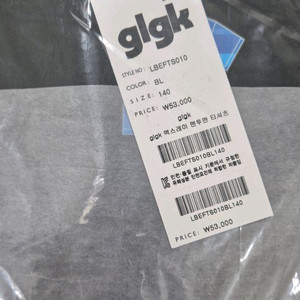 glgk
STYLE NO: LBEFTS010
COLOR: BL
SIZE: 140
PRICE: ₩53,000
glgk
glgk 엑스레이 맨투맨 티셔츠
LBEFTS010BL140
LBEFTS010BL140
PRICE: ₩53,000